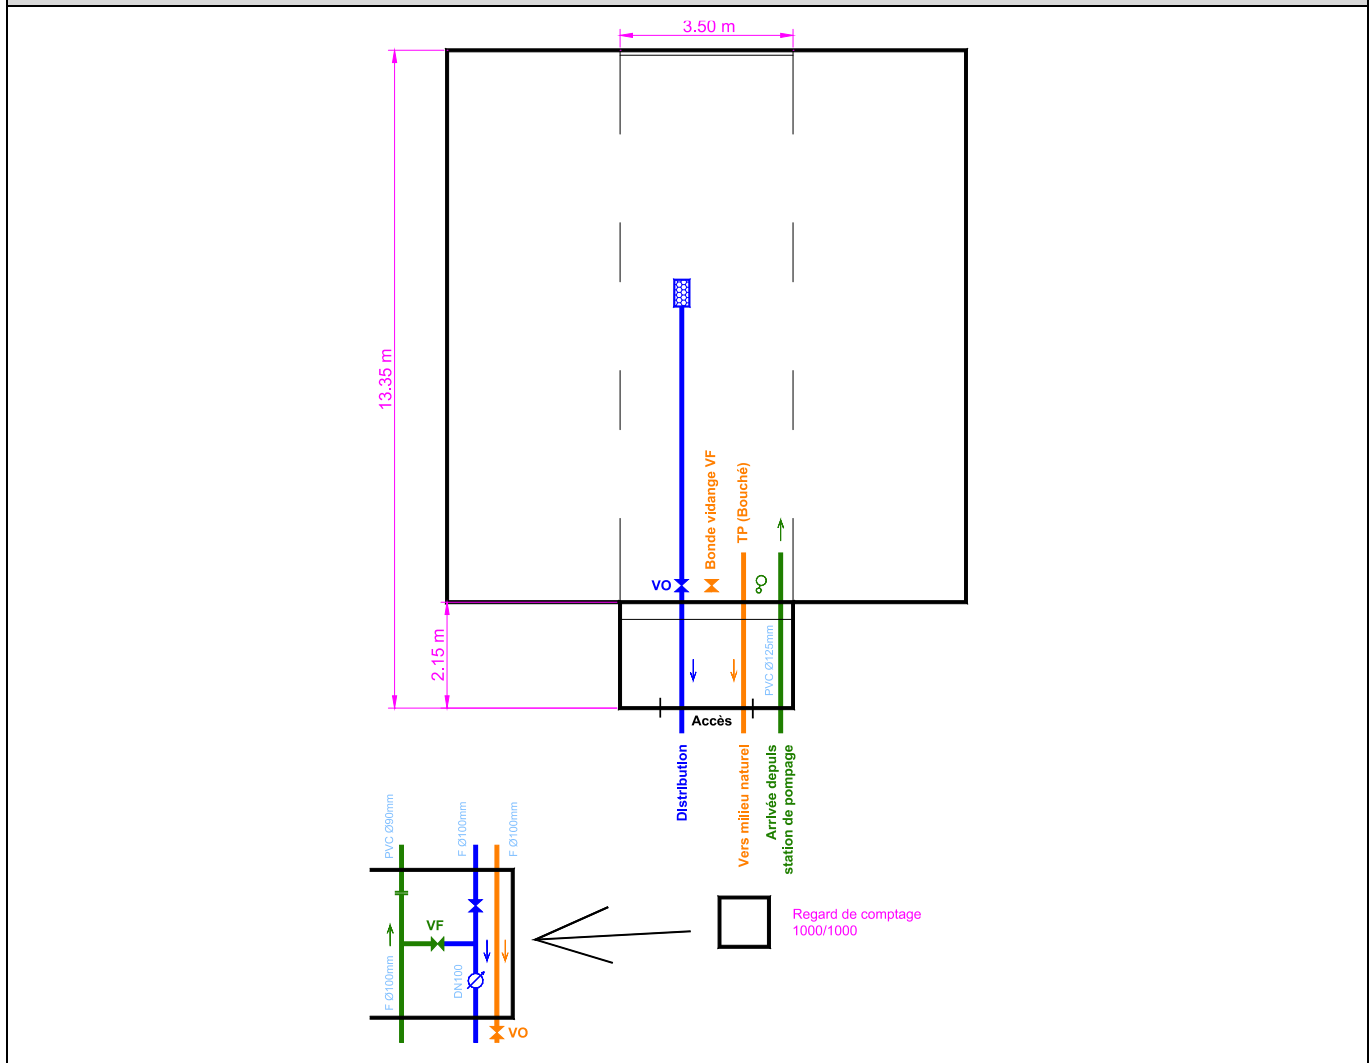 3.50 m
13.35 m
Bonde vidange VF
TP (Bouché)
VO
2.15 m
PVC Ø125mm
Accès
Distribution
Vers milieu naturel
Arrivée depuis
station de pompage
PVC Ø90mm
F Ø100mm
F Ø100mm
VF
F Ø100mm
DN100
VO
Regard de comptage
1000/1000